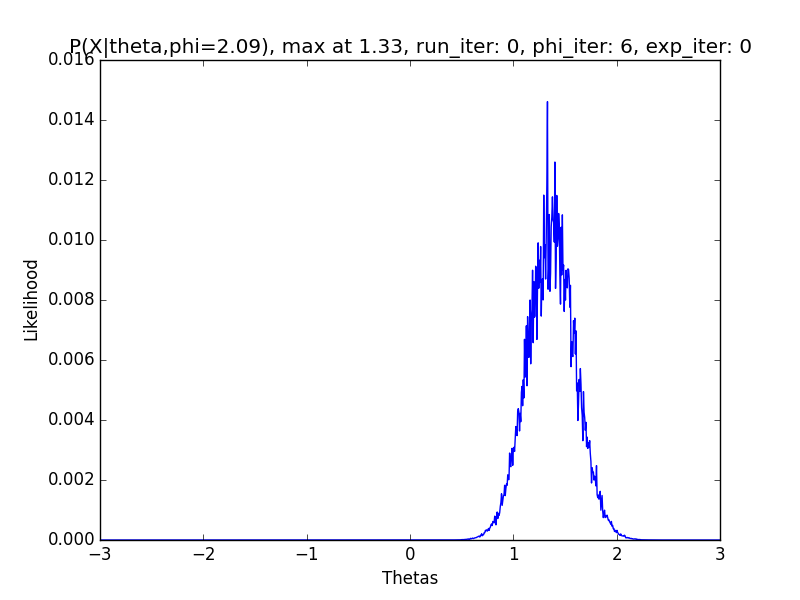 P(X|theta,phi=2.09), max at 1.33, run_iter: 0, phi_iter: 6, exp_iter: 0
0.016
0.014
0.012
0.010
0.008
0.006
0.004
0.002
0.000
Likelihood
−3 −2 −1 0 1 2 3
Thetas